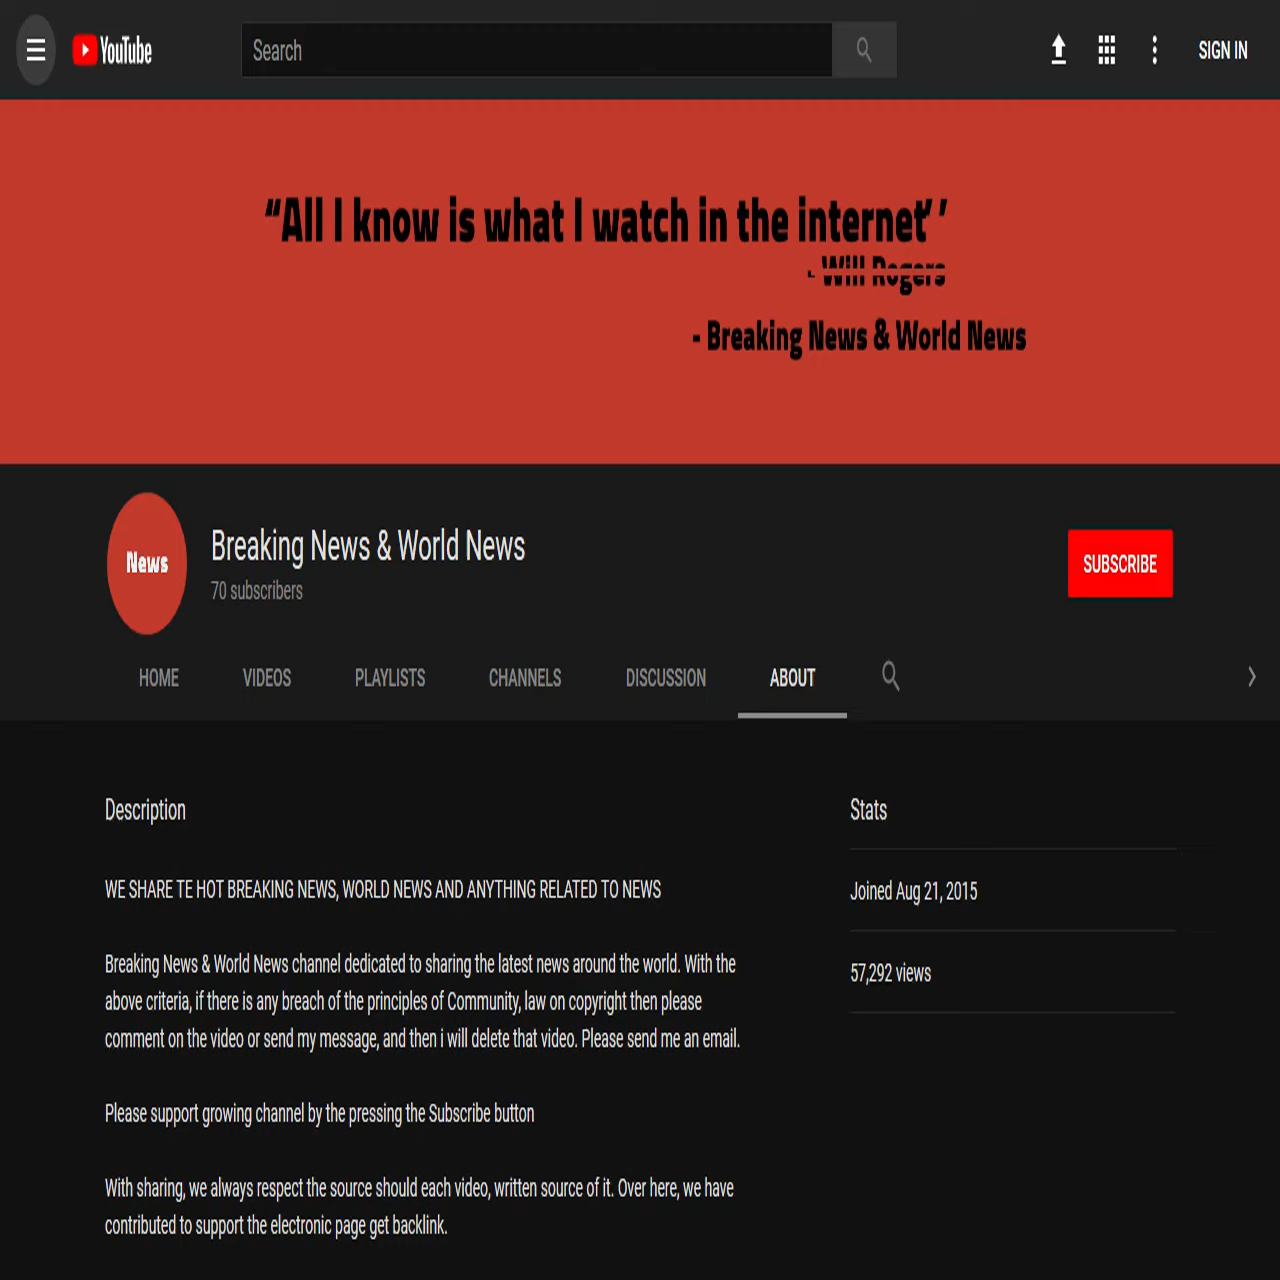 YouTube
Search
SIGN IN
“All I know is what I watch in the internet’’
- Will Rogers
- Breaking News & World News
News
Breaking News & World News
70 subscribers
SUBSCRIBE
HOME VIDEOS PLAYLISTS CHANNELS DISCUSSION ABOUT
Description
Stats
WE SHARE TE HOT BREAKING NEWS, WORLD NEWS AND ANYTHING RELATED TO NEWS
Joined Aug 21, 2015
Breaking News & World News channel dedicated to sharing the latest news around the world. With the
above criteria, if there is any breach of the principles of Community, law on copyright then please
comment on the video or send my message, and then i will delete that video. Please send me an email.
57,292 views
Please support growing channel by the pressing the Subscribe button
With sharing, we always respect the source should each video, written source of it. Over here, we have
contributed to support the electronic page get backlink.